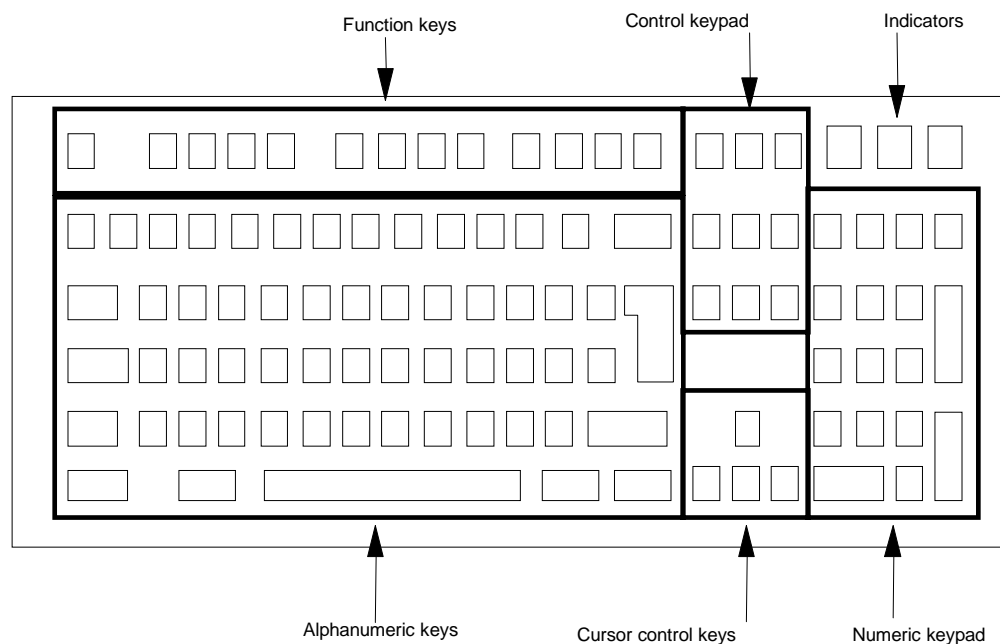 Function keys
Control keypad
Indicators
Alphanumeric keys
Cursor control keys
Numeric keypad